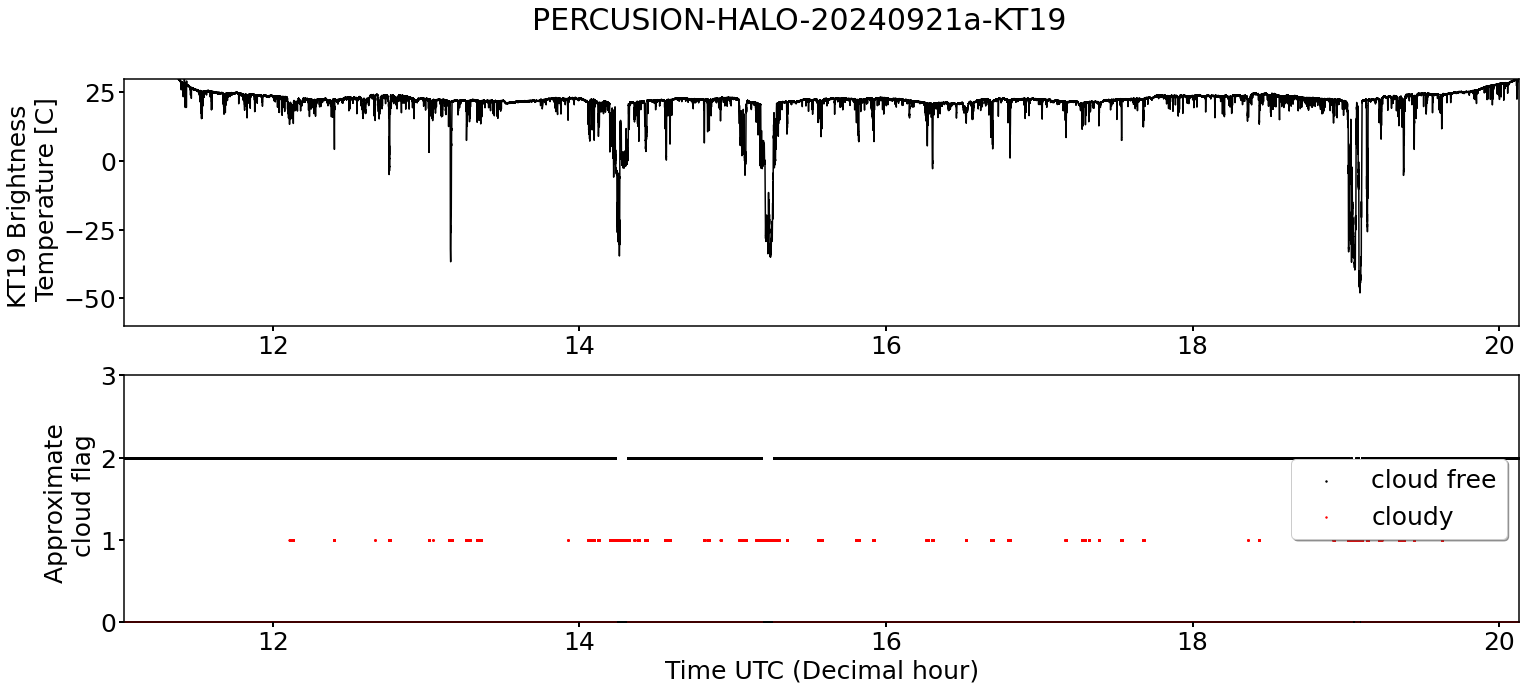 PERCUSION-HALO-20240921a-KT19
KT19 Brightness
Temperature [C]
25
0
−25
−50
12
14
16
18
20
Approximate
cloud flag
3
2
1
0
cloud free
cloudy
12
14
16
18
20
Time UTC (Decimal hour)